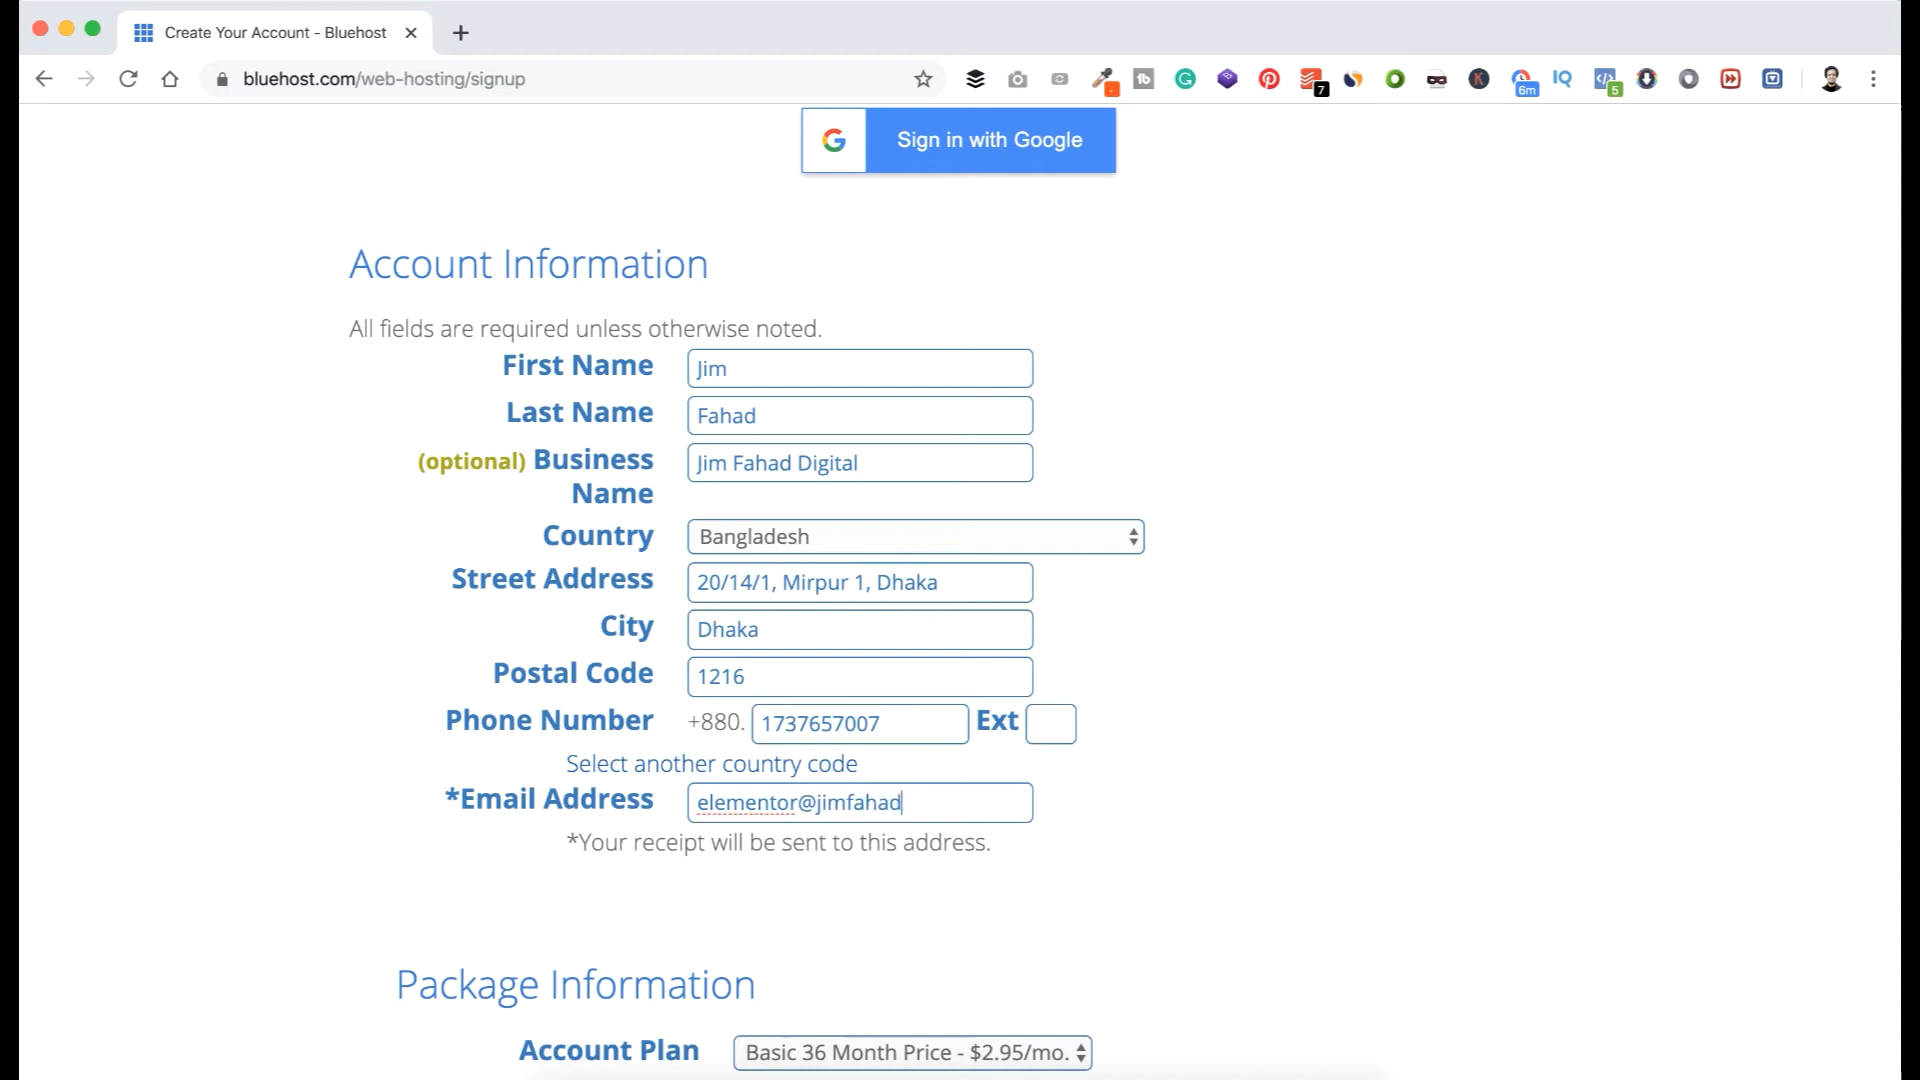 Create Your Account - Bluehost
bluehost.com/web-hosting/signup
7
6m
IQ
5
Sign in with Google
Account Information
All fields are required unless otherwise noted.
First Name Jim
Last Name Fahad
(optional) Business Name Jim Fahad Digital
Country Bangladesh
Street Address 20/14/1, Mirpur 1, Dhaka
City Dhaka
Postal Code 1216
Phone Number +880. 1737657007 Ext
Select another country code
*Email Address elementor@jimfahad
*Your receipt will be sent to this address.
Package Information
Account Plan Basic 36 Month Price - $2.95/mo.